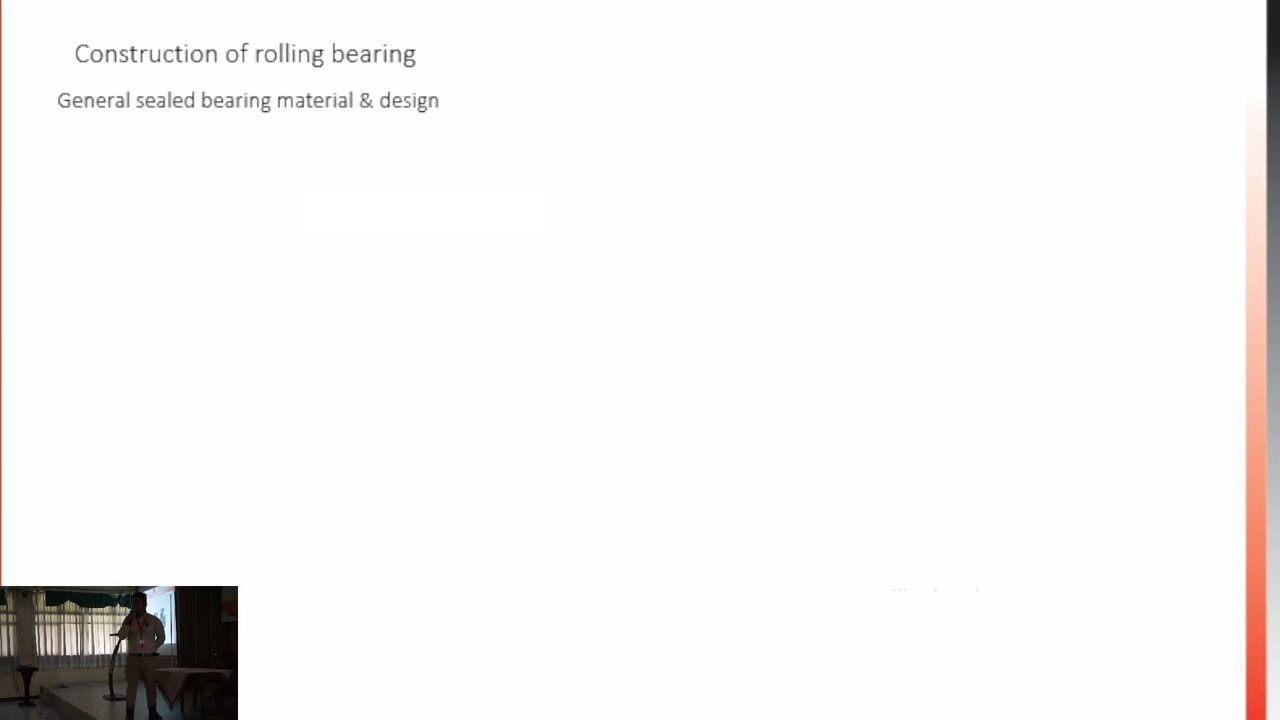 Construction of rolling bearing
General sealed bearing material & design